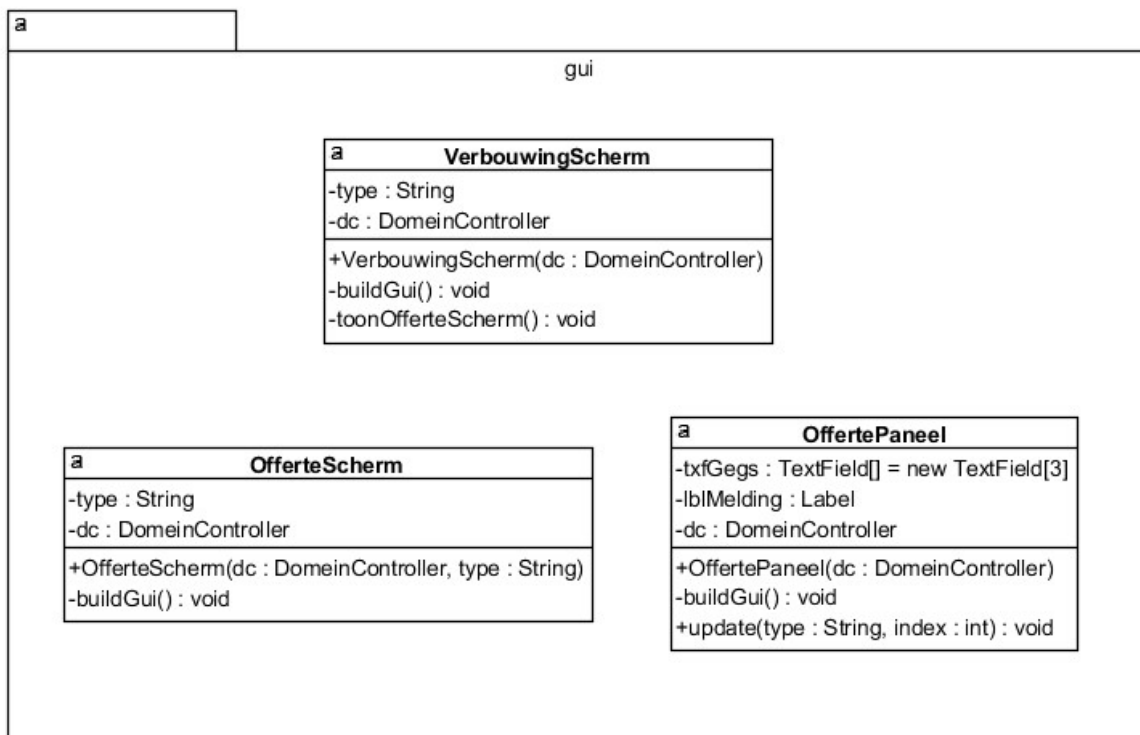 a
gui
a
VerbouwingScherm
-type : String
-dc : DomeinController
+VerbouwingScherm(dc : DomeinController)
-buildGui() : void
-toonOfferteScherm() : void
a
OfferteScherm
-type : String
-dc : DomeinController
+OfferteScherm(dc : DomeinController, type : String)
-buildGui() : void
a
OffertePaneel
-txfGegs : TextField[] = new TextField[3]
-lblMelding : Label
-dc : DomeinController
+OffertePaneel(dc : DomeinController)
-buildGui() : void
+update(type : String, index : int) : void